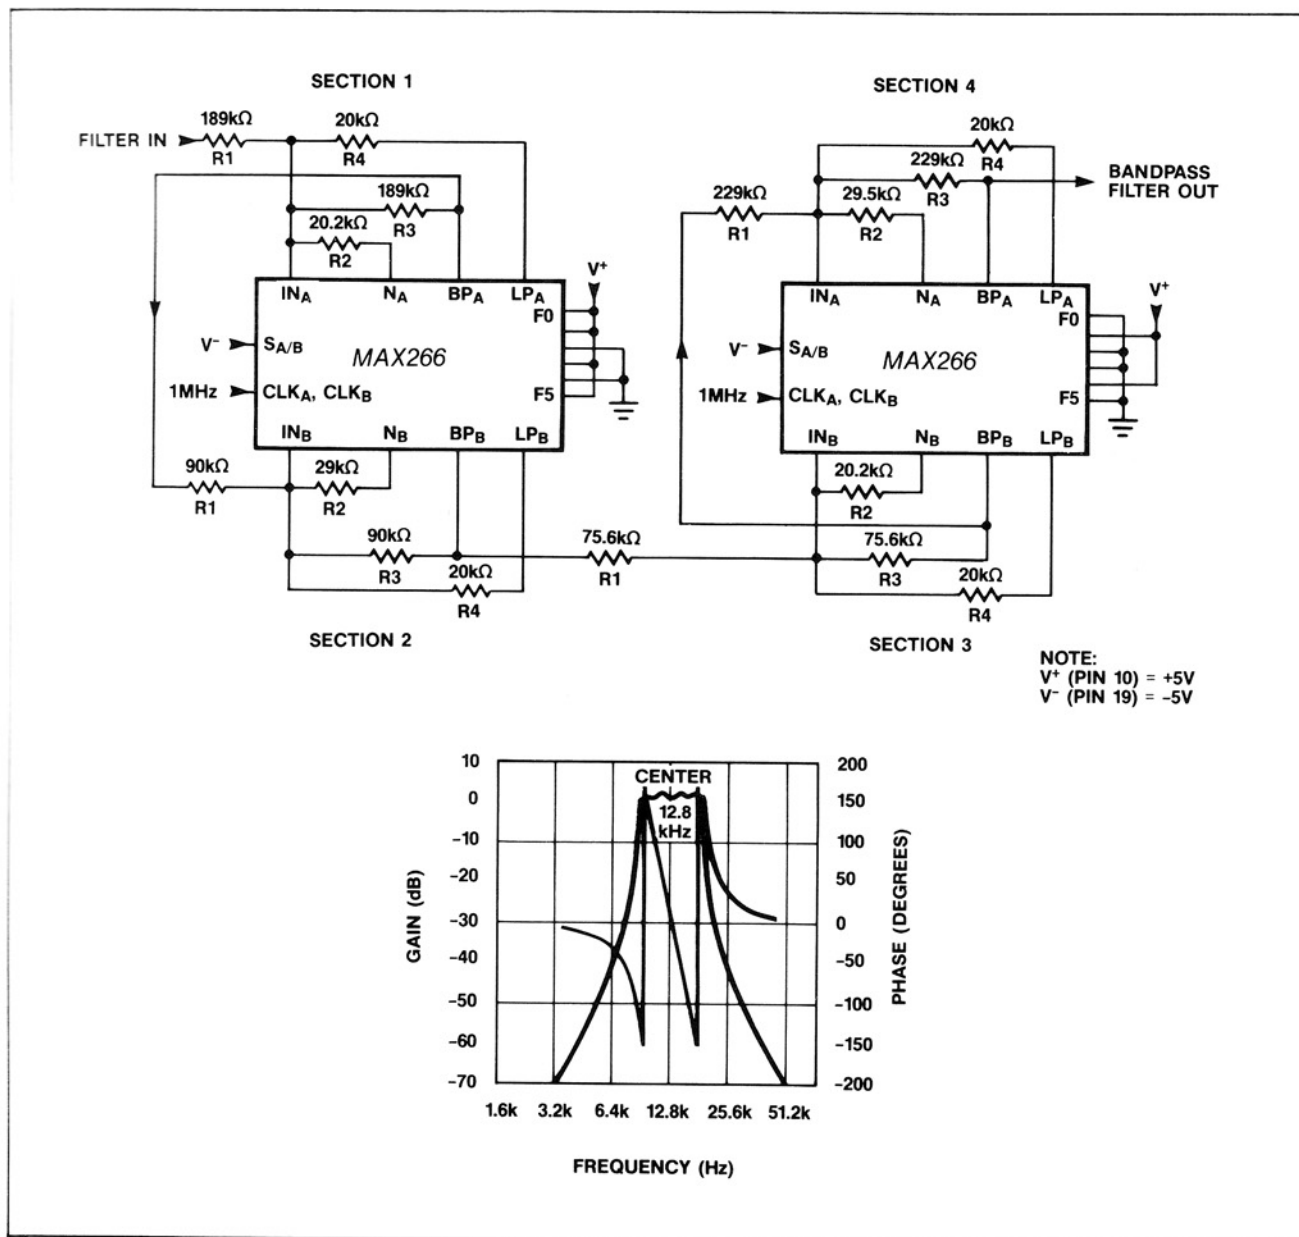 SECTION 1
SECTION 4
FILTER IN
189kΩ
R1
20kΩ
R4
189kΩ
R3
20.2kΩ
R2
INA
NA
BPA
LPA
V+
F0
F5
V−
SA/B
MAX266
1MHz
CLKA, CLKB
INB
NB
BPB
LPB
90kΩ
R1
29kΩ
R2
90kΩ
R3
20kΩ
R4
SECTION 2
75.6kΩ
R1
20kΩ
R4
229kΩ
R3
BANDPASS
FILTER OUT
229kΩ
R1
29.5kΩ
R2
INA
NA
BPA
LPA
V+
F0
F5
V−
SA/B
MAX266
1MHz
CLKA, CLKB
INB
NB
BPB
LPB
20.2kΩ
R2
75.6kΩ
R3
20kΩ
R4
SECTION 3
NOTE:
V+ (PIN 10) = +5V
V− (PIN 19) = −5V
GAIN (dB)
10
0
−10
−20
−30
−40
−50
−60
−70
CENTER
12.8
kHz
200
150
100
50
0
−50
−100
−150
−200
PHASE (DEGREES)
1.6k 3.2k 6.4k 12.8k 25.6k 51.2k
FREQUENCY (Hz)